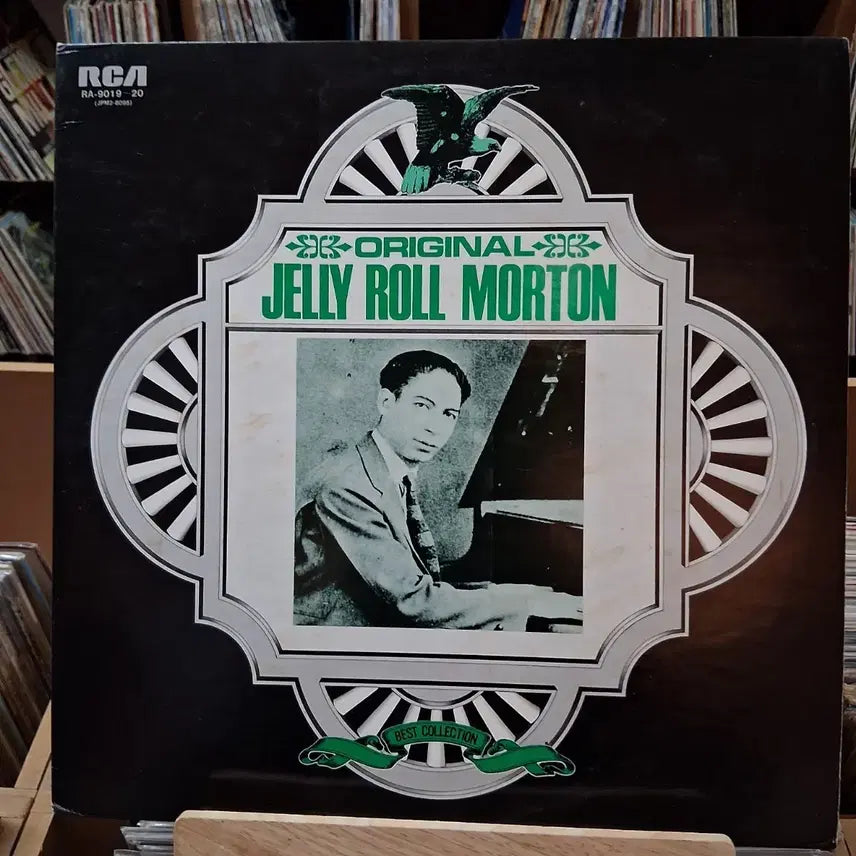 RCA
RA-9019~20
(JPM2-8095)
ORIGINAL
JELLY ROLL MORTON
BEST COLLECTION